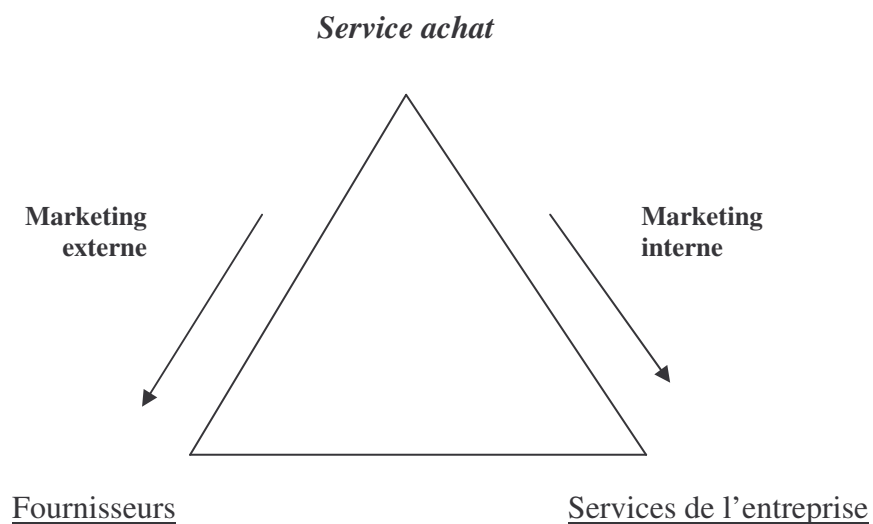 Service achat
Marketing
externe
Marketing
interne
Fournisseurs
Services de l'entreprise